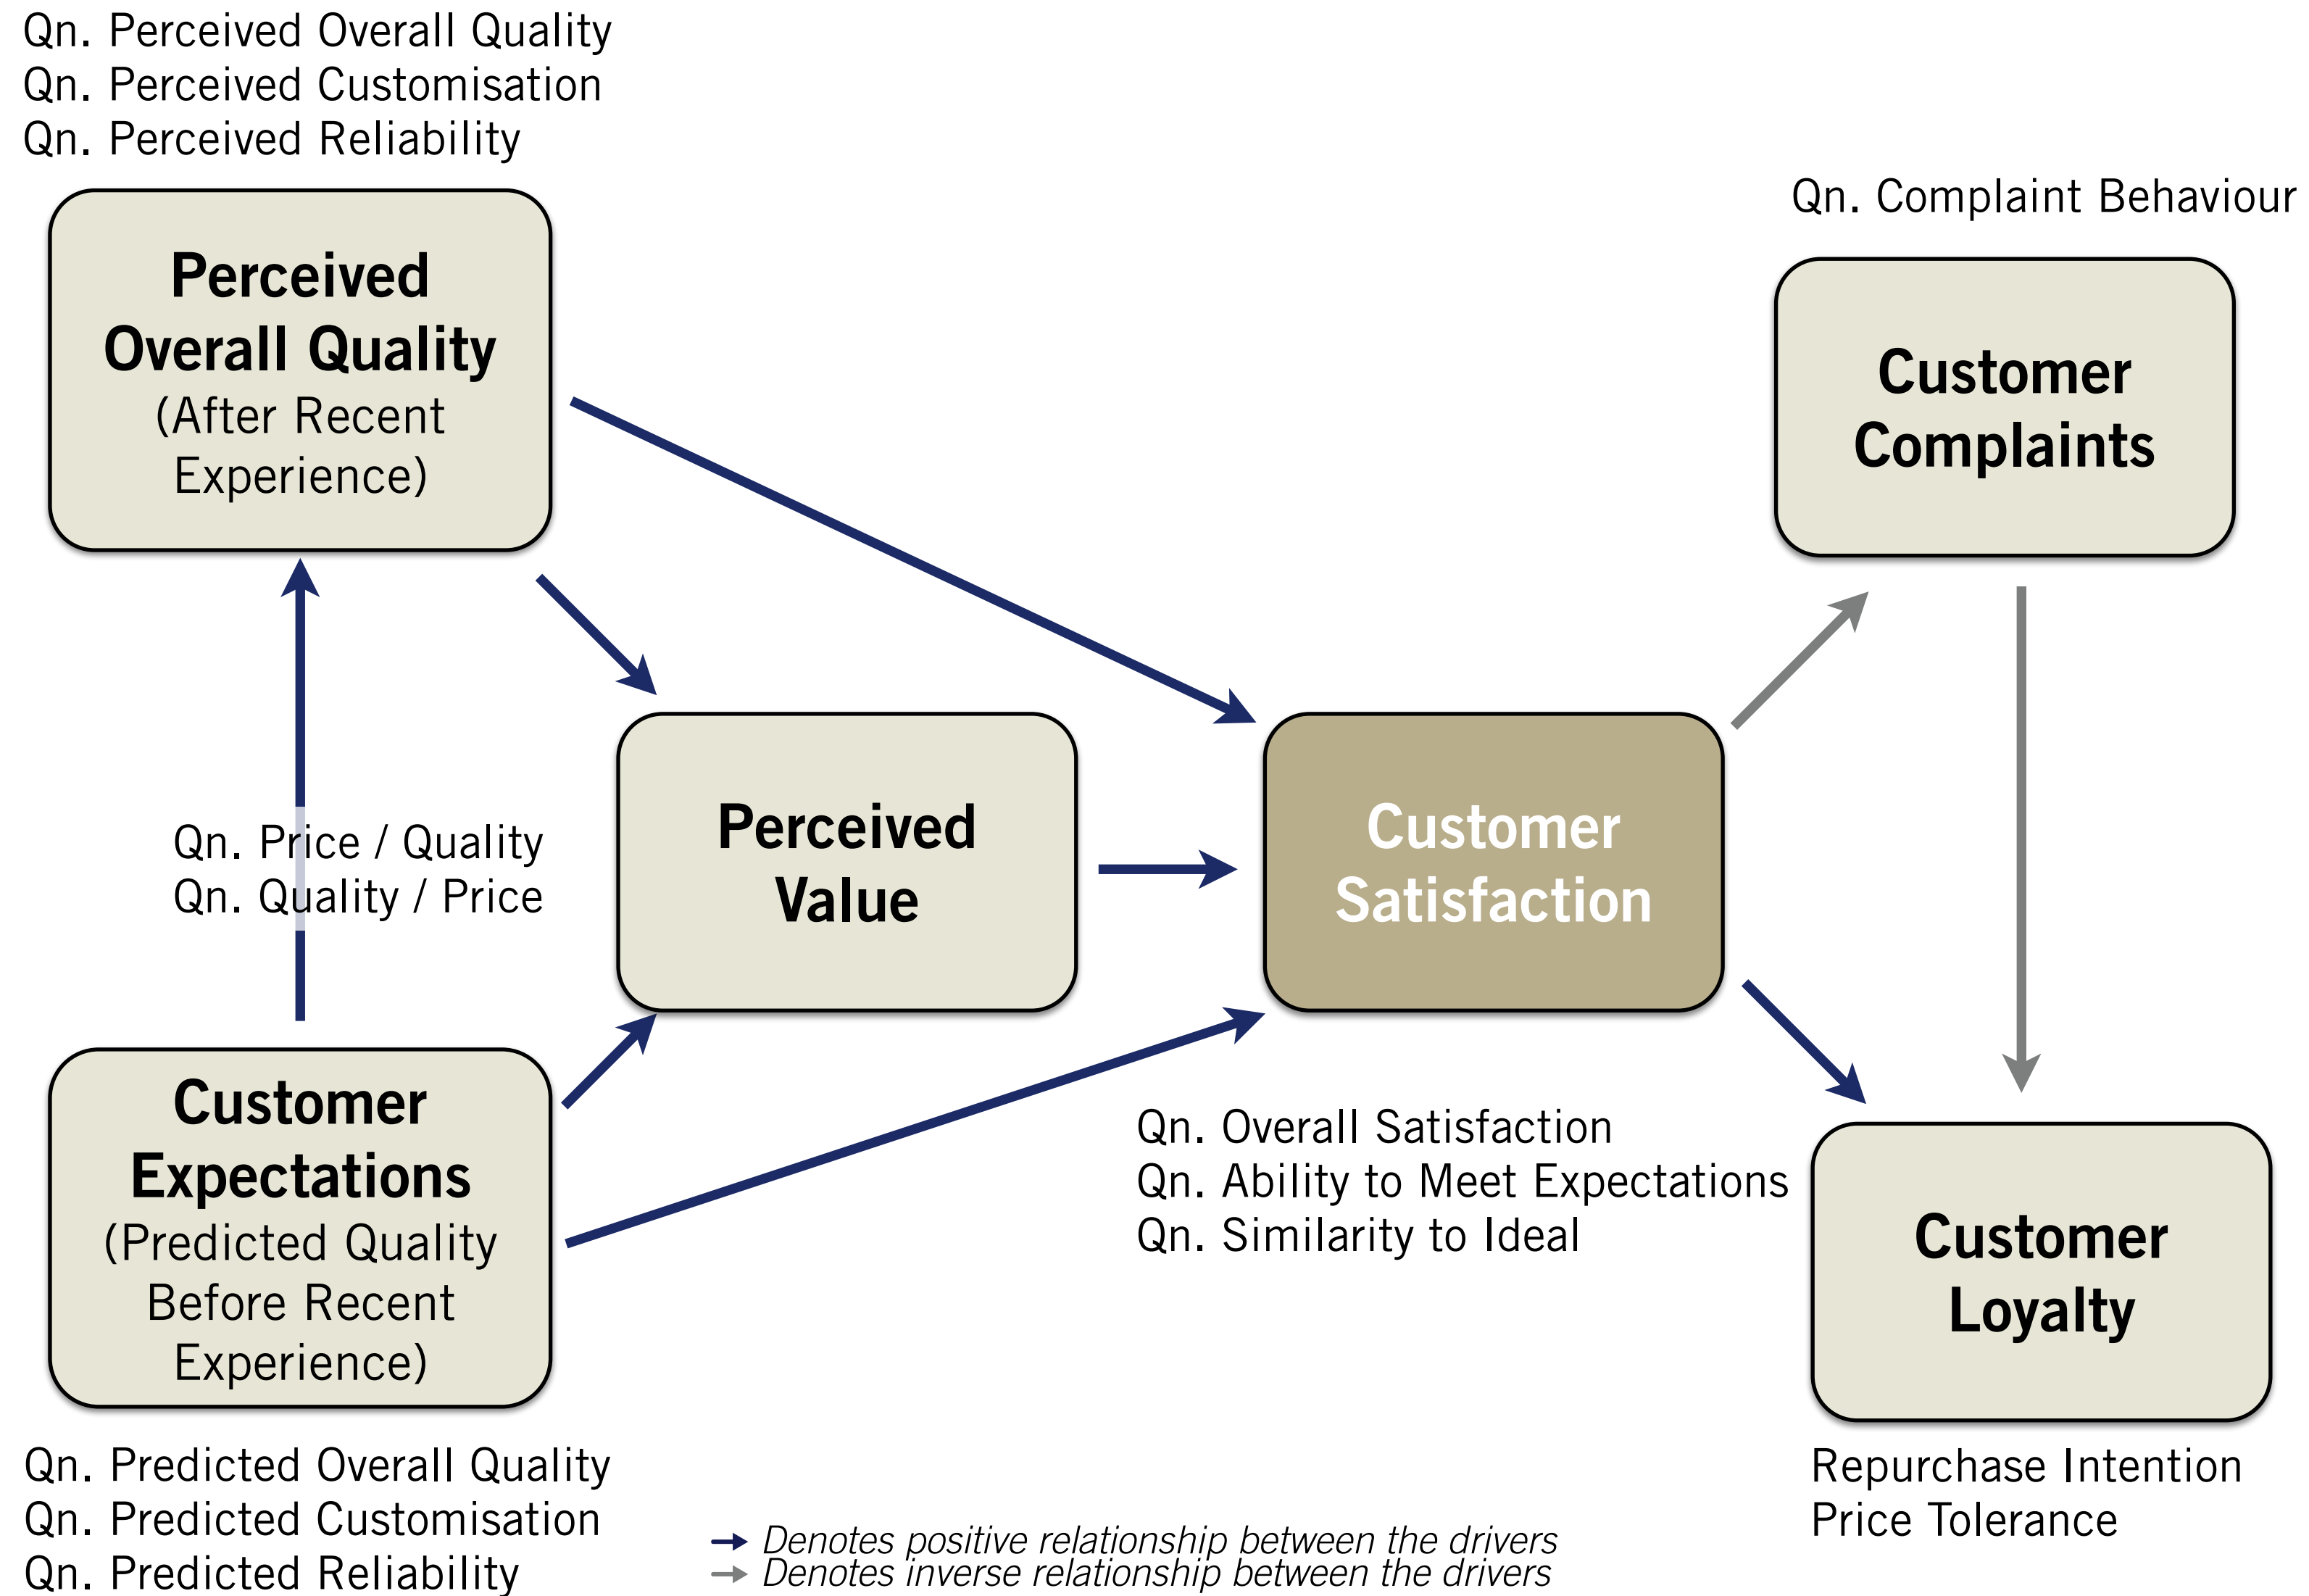 Qn. Perceived Overall Quality
Qn. Perceived Customisation
Qn. Perceived Reliability
Perceived
Overall Quality
(After Recent
Experience)
Qn. Complaint Behaviour
Customer
Complaints
Qn. Price / Quality
Qn. Quality / Price
Perceived
Value
Customer
Satisfaction
Customer
Expectations
(Predicted Quality
Before Recent
Experience)
Qn. Overall Satisfaction
Qn. Ability to Meet Expectations
Qn. Similarity to Ideal
Customer
Loyalty
Qn. Predicted Overall Quality
Qn. Predicted Customisation
Qn. Predicted Reliability
Repurchase Intention
Price Tolerance
Denotes positive relationship between the drivers
Denotes inverse relationship between the drivers